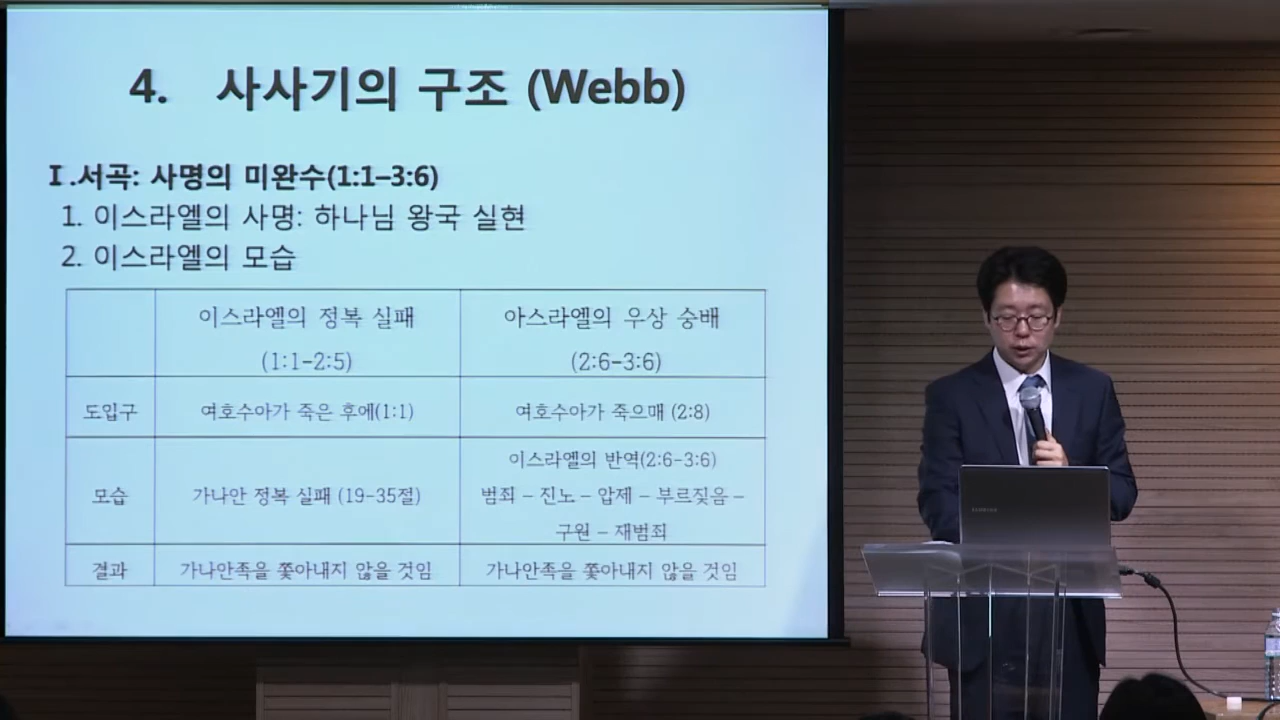 4. 사사기의 구조 (Webb)
Ⅰ.서곡: 사명의 미완수(1:1–3:6)
1. 이스라엘의 사명: 하나님 왕국 실현
2. 이스라엘의 모습
이스라엘의 정복 실패 아스라엘의 우상 숭배
(1:1-2:5) (2:6-3:6)
도입구 여호수아가 죽은 후에(1:1) 여호수아가 죽으매 (2:8)
이스라엘의 반역(2:6-3:6)
모습 가나안 정복 실패 (19-35절) 범죄 – 진노 – 압제 – 부르짖음 –
구원 – 재범죄
결과 가나안족을 쫓아내지 않을 것임 가나안족을 쫓아내지 않을 것임
SAMSUNG